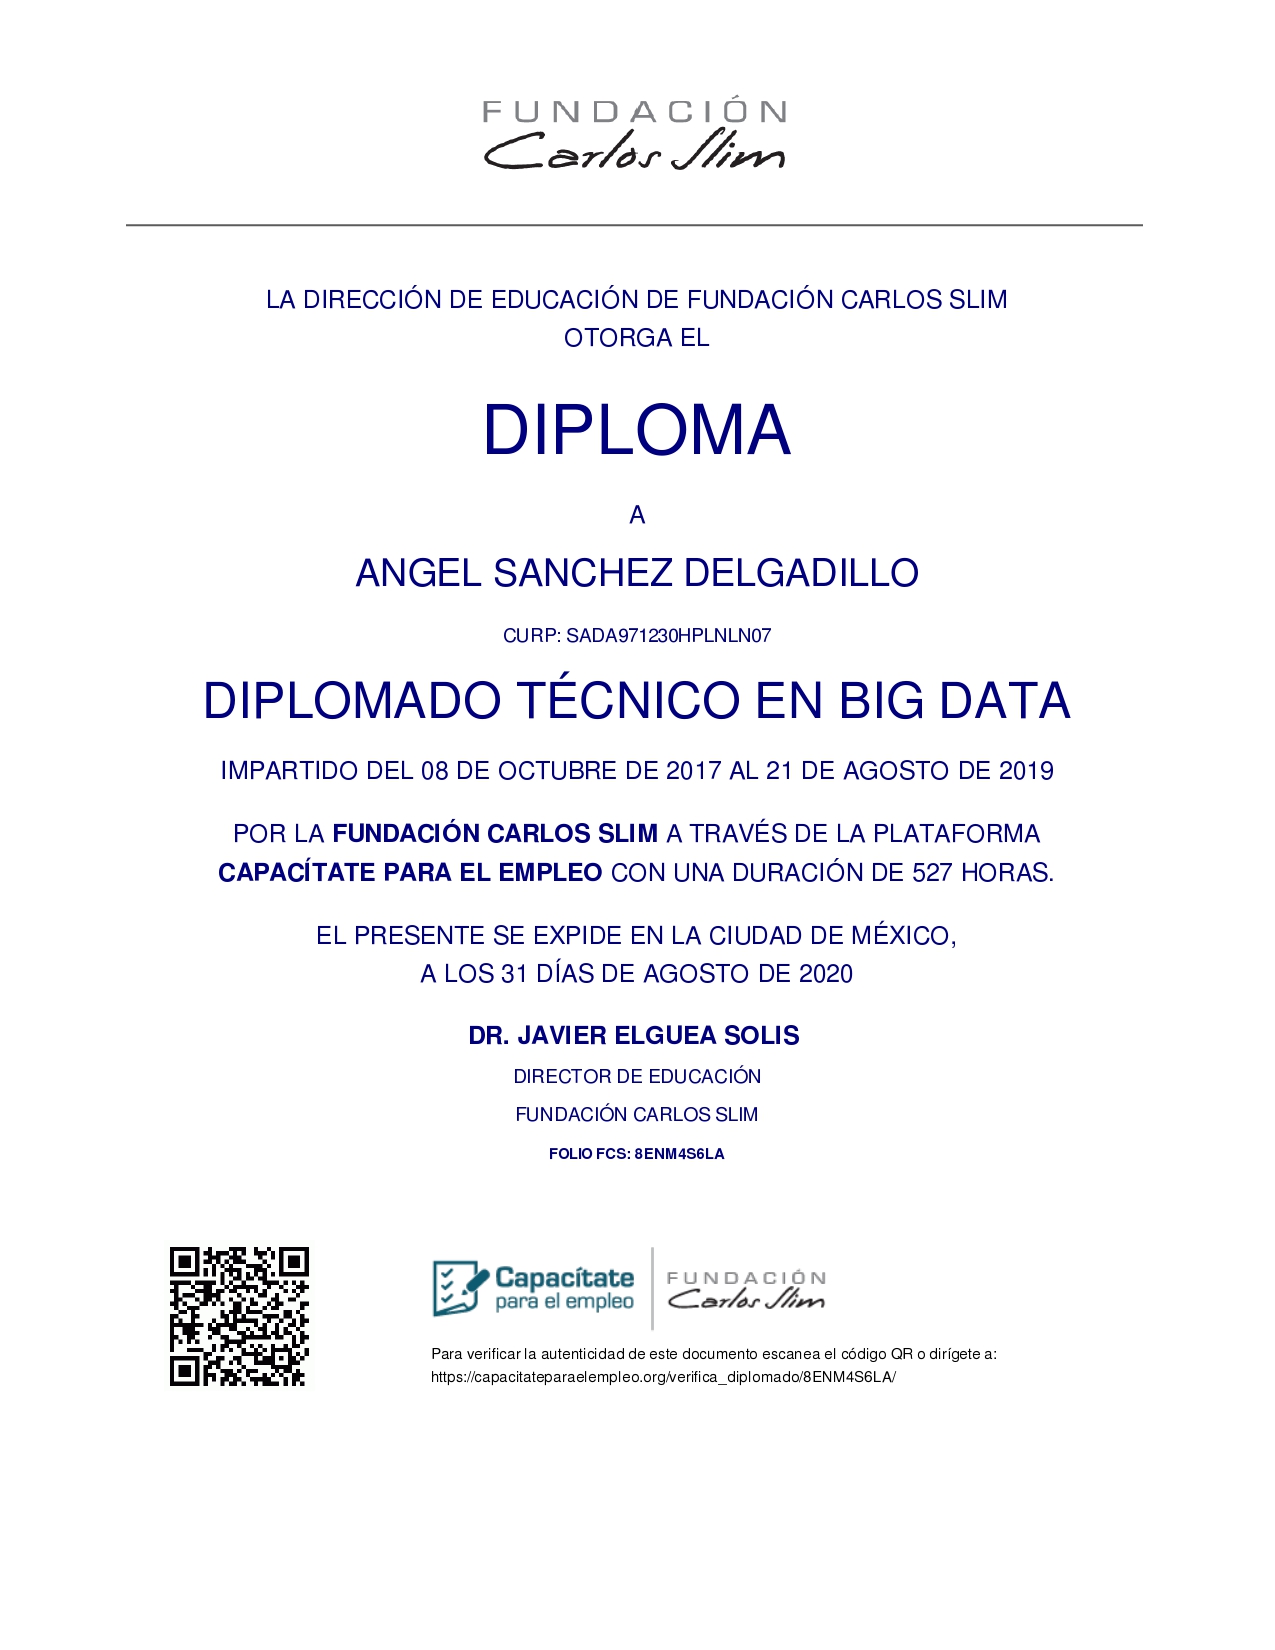 FUNDACIÓN
Carlos Slim
LA DIRECCIÓN DE EDUCACIÓN DE FUNDACIÓN CARLOS SLIM
OTORGA EL
DIPLOMA
A
ANGEL SANCHEZ DELGADILLO
CURP: SADA971230HPLNLN07
DIPLOMADO TÉCNICO EN BIG DATA
IMPARTIDO DEL 08 DE OCTUBRE DE 2017 AL 21 DE AGOSTO DE 2019
POR LA FUNDACIÓN CARLOS SLIM A TRAVÉS DE LA PLATAFORMA
CAPACÍTATE PARA EL EMPLEO CON UNA DURACIÓN DE 527 HORAS.
EL PRESENTE SE EXPIDE EN LA CIUDAD DE MÉXICO,
A LOS 31 DÍAS DE AGOSTO DE 2020
DR. JAVIER ELGUEA SOLIS
DIRECTOR DE EDUCACIÓN
FUNDACIÓN CARLOS SLIM
FOLIO FCS: 8ENM4S6LA
Capacítate
para el empleo
FUNDACIÓN
Carlos Slim
Para verificar la autenticidad de este documento escanea el código QR o dirígete a:
https://capacitateparaelempleo.org/verifica_diplomado/8ENM4S6LA/